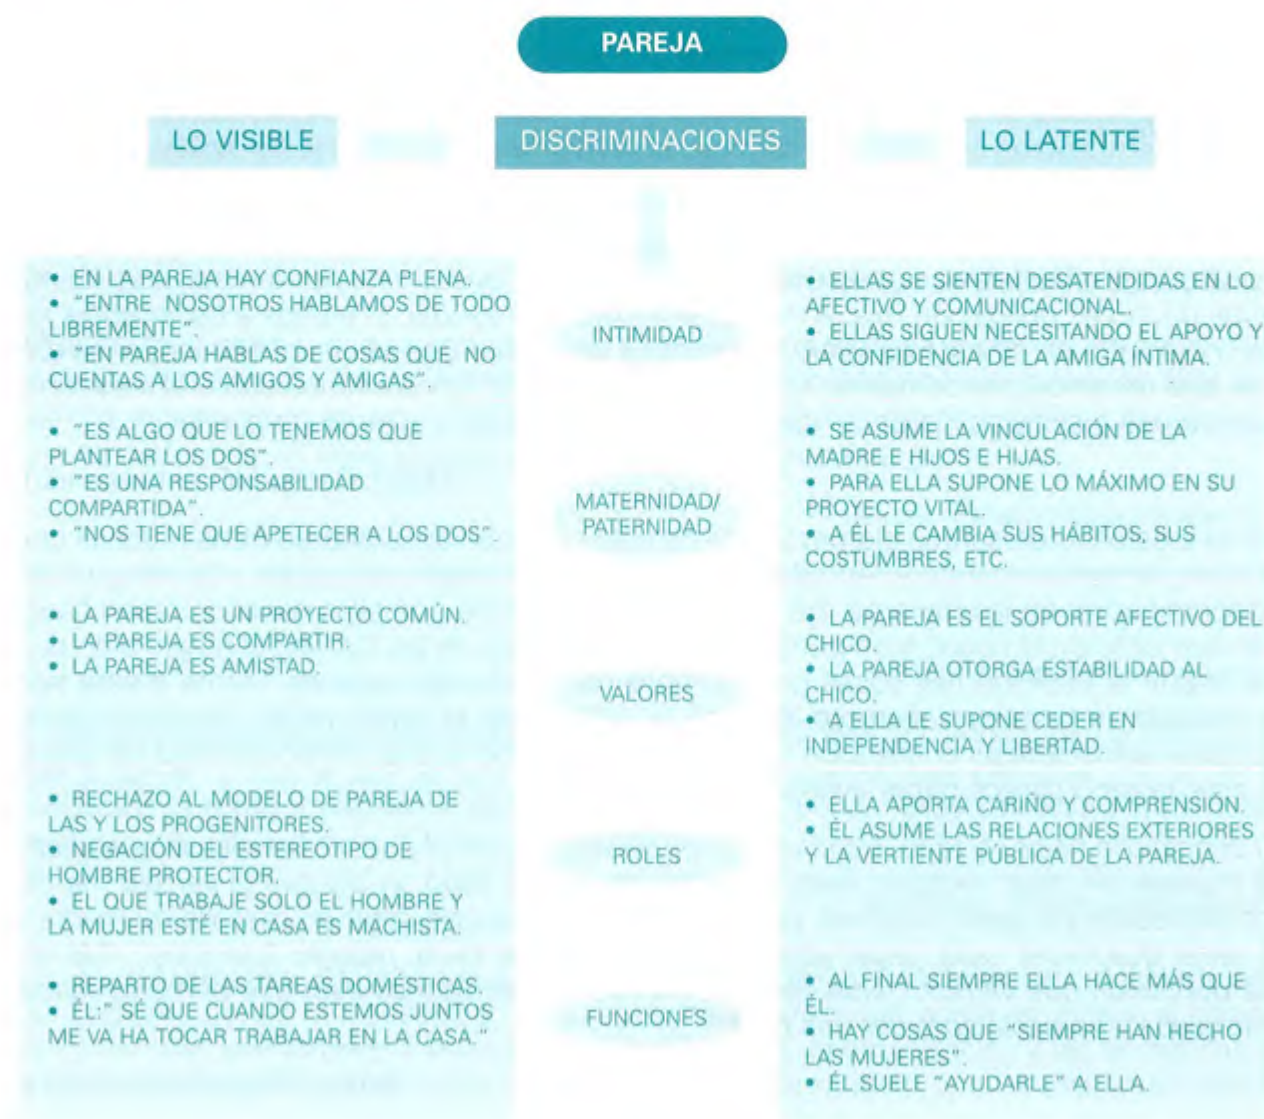 PAREJA
LO VISIBLE
DISCRIMINACIONES
LO LATENTE
• EN LA PAREJA HAY CONFIANZA PLENA.
• "ENTRE NOSOTROS HABLAMOS DE TODO
LIBREMENTE".
• "EN PAREJA HABLAS DE COSAS QUE NO
CUENTAS A LOS AMIGOS Y AMIGAS".
INTIMIDAD
• ELLAS SE SIENTEN DESATENDIDAS EN LO
AFECTIVO Y COMUNICACIONAL.
• ELLAS SIGUEN NECESITANDO EL APOYO Y
LA CONFIDENCIA DE LA AMIGA ÍNTIMA.
• "ES ALGO QUE LO TENEMOS QUE
PLANTEAR LOS DOS".
• "ES UNA RESPONSABILIDAD
COMPARTIDA".
• "NOS TIENE QUE APETECER A LOS DOS".
MATERNIDAD/
PATERNIDAD
• SE ASUME LA VINCULACIÓN DE LA
MADRE E HIJOS E HIJAS.
• PARA ELLA SUPONE LO MÁXIMO EN SU
PROYECTO VITAL.
• A ÉL LE CAMBIA SUS HÁBITOS, SUS
COSTUMBRES, ETC.
• LA PAREJA ES UN PROYECTO COMÚN.
• LA PAREJA ES COMPARTIR.
• LA PAREJA ES AMISTAD.
VALORES
• LA PAREJA ES EL SOPORTE AFECTIVO DEL
CHICO.
• LA PAREJA OTORGA ESTABILIDAD AL
CHICO.
• A ELLA LE SUPONE CEDER EN
INDEPENDENCIA Y LIBERTAD.
• RECHAZO AL MODELO DE PAREJA DE
LAS Y LOS PROGENITORES.
• NEGACIÓN DEL ESTEREOTIPO DE
HOMBRE PROTECTOR.
• EL QUE TRABAJE SOLO EL HOMBRE Y
LA MUJER ESTÉ EN CASA ES MACHISTA.
ROLES
• ELLA APORTA CARIÑO Y COMPRENSIÓN.
• ÉL ASUME LAS RELACIONES EXTERIORES
Y LA VERTIENTE PÚBLICA DE LA PAREJA.
• REPARTO DE LAS TAREAS DOMÉSTICAS.
• ÉL:" SÉ QUE CUANDO ESTEMOS JUNTOS
ME VA HA TOCAR TRABAJAR EN LA CASA."
FUNCIONES
• AL FINAL SIEMPRE ELLA HACE MÁS QUE
ÉL.
• HAY COSAS QUE "SIEMPRE HAN HECHO
LAS MUJERES".
• ÉL SUELE "AYUDARLE" A ELLA.